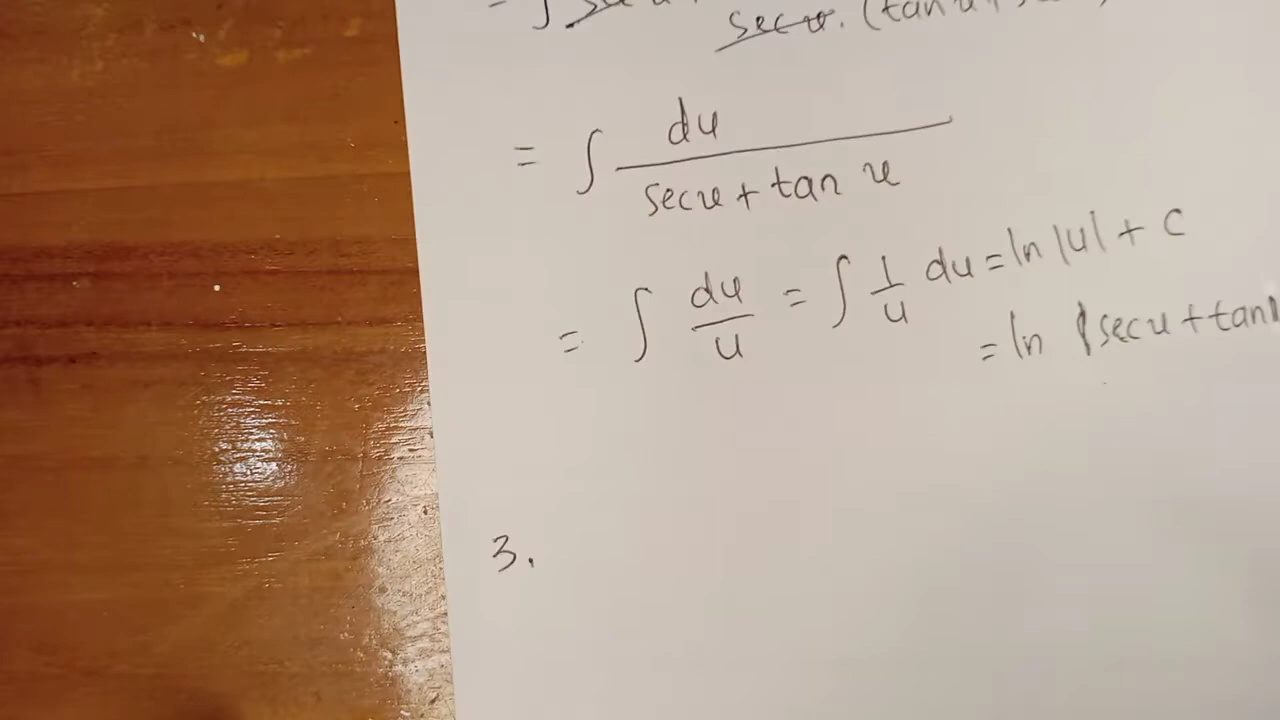 sec x. (tan x
= ∫ du / (sec x + tan x)
= ∫ du/u = ∫ 1/u du = ln |u| + C
= ln |sec x + tan
3.